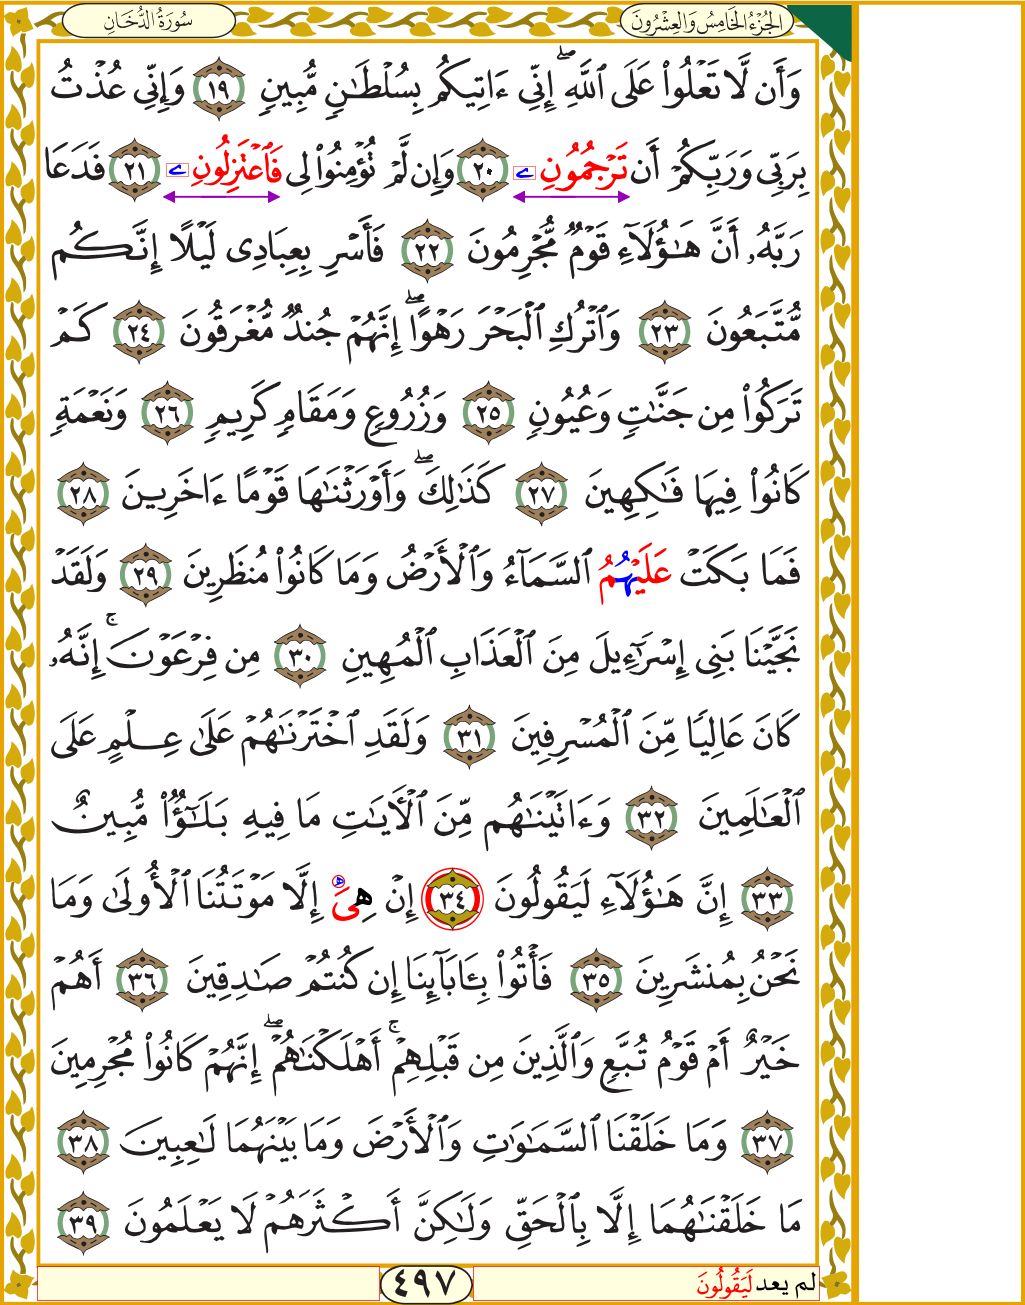 الجُزْءُ الخَامِسُ وَالعِشْرُونَ
سُورَةُ الدُّخَانِ
وَأَن لَّا تَعْلُوا۟ عَلَى ٱللَّهِ ۖ إِنِّىٓ ءَاتِيكُم بِسُلْطَـٰنٍ مُّبِينٍ ١٩ وَإِنِّى عُذْتُ
بِرَبِّى وَرَبِّكُمْ أَن تَرْجُمُونِ ے ٢٠ وَإِن لَّمْ تُؤْمِنُوا۟ لِى فَٱعْتَزِلُونِ ے ٢١ فَدَعَا
رَبَّهُۥٓ أَنَّ هَـٰٓؤُلَآءِ قَوْمٌ مُّجْرِمُونَ ٢٢ فَأَسْرِ بِعِبَادِى لَيْلًا إِنَّكُم
مُّتَّبَعُونَ ٢٣ وَٱتْرُكِ ٱلْبَحْرَ رَهْوًا ۖ إِنَّهُمْ جُندٌ مُّغْرَقُونَ ٢٤ كَمْ
تَرَكُوا۟ مِن جَنَّـٰتٍ وَعُيُونٍ ٢٥ وَزُرُوعٍ وَمَقَامٍ كَرِيمٍ ٢٦ وَنَعْمَةٍ
كَانُوا۟ فِيهَا فَـٰكِهِينَ ٢٧ كَذَٰلِكَ ۖ وَأَوْرَثْنَـٰهَا قَوْمًا ءَاخَرِينَ ٢٨
فَمَا بَكَتْ عَلَيْهُمُ ٱلسَّمَآءُ وَٱلْأَرْضُ وَمَا كَانُوا۟ مُنظَرِينَ ٢٩ وَلَقَدْ
نَجَّيْنَا بَنِىٓ إِسْرَٰٓءِيلَ مِنَ ٱلْعَذَابِ ٱلْمُهِينِ ٣٠ مِن فِرْعَوْنَ ۚ إِنَّهُۥ
كَانَ عَالِيًا مِّنَ ٱلْمُسْرِفِينَ ٣١ وَلَقَدِ ٱخْتَرْنَـٰهُمْ عَلَىٰ عِلْمٍ عَلَى
ٱلْعَـٰلَمِينَ ٣٢ وَءَاتَيْنَـٰهُم مِّنَ ٱلْـَٔايَـٰتِ مَا فِيهِ بَلَـٰٓؤٌا۟ مُّبِينٌ
٣٣ إِنَّ هَـٰٓؤُلَآءِ لَيَقُولُونَ ٣٤ إِنْ هِىَ ھ إِلَّا مَوْتَتُنَا ٱلْأُولَىٰ وَمَا
نَحْنُ بِمُنشَرِينَ ٣٥ فَأْتُوا۟ بِـَٔابَآئِنَآ إِن كُنتُمْ صَـٰدِقِينَ ٣٦ أَهُمْ
خَيْرٌ أَمْ قَوْمُ تُبَّعٍ وَٱلَّذِينَ مِن قَبْلِهِمْ ۚ أَهْلَكْنَـٰهُمْ ۖ إِنَّهُمْ كَانُوا۟ مُجْرِمِينَ
٣٧ وَمَا خَلَقْنَا ٱلسَّمَـٰوَٰتِ وَٱلْأَرْضَ وَمَا بَيْنَهُمَا لَـٰعِبِينَ ٣٨
مَا خَلَقْنَـٰهُمَآ إِلَّا بِٱلْحَقِّ وَلَـٰكِنَّ أَكْثَرَهُمْ لَا يَعْلَمُونَ ٣٩
لم يعد لَيَقُولُونَ
٤٩٧